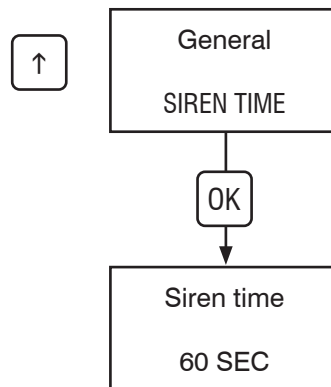 ↑
General
SIREN TIME
OK
Siren time
60 SEC